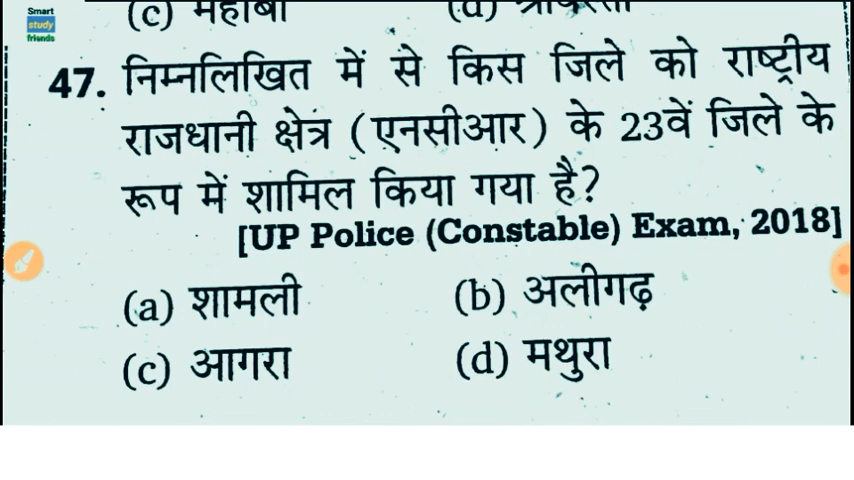 Smart
study
friends
(c) महोबा
47. निम्नलिखित में से किस जिले को राष्ट्रीय
राजधानी क्षेत्र (एनसीआर) के 23वें जिले के
रूप में शामिल किया गया है?
[UP Police (Constable) Exam, 2018]
(a) शामली
(b) अलीगढ़
(c) आगरा
(d) मथुरा